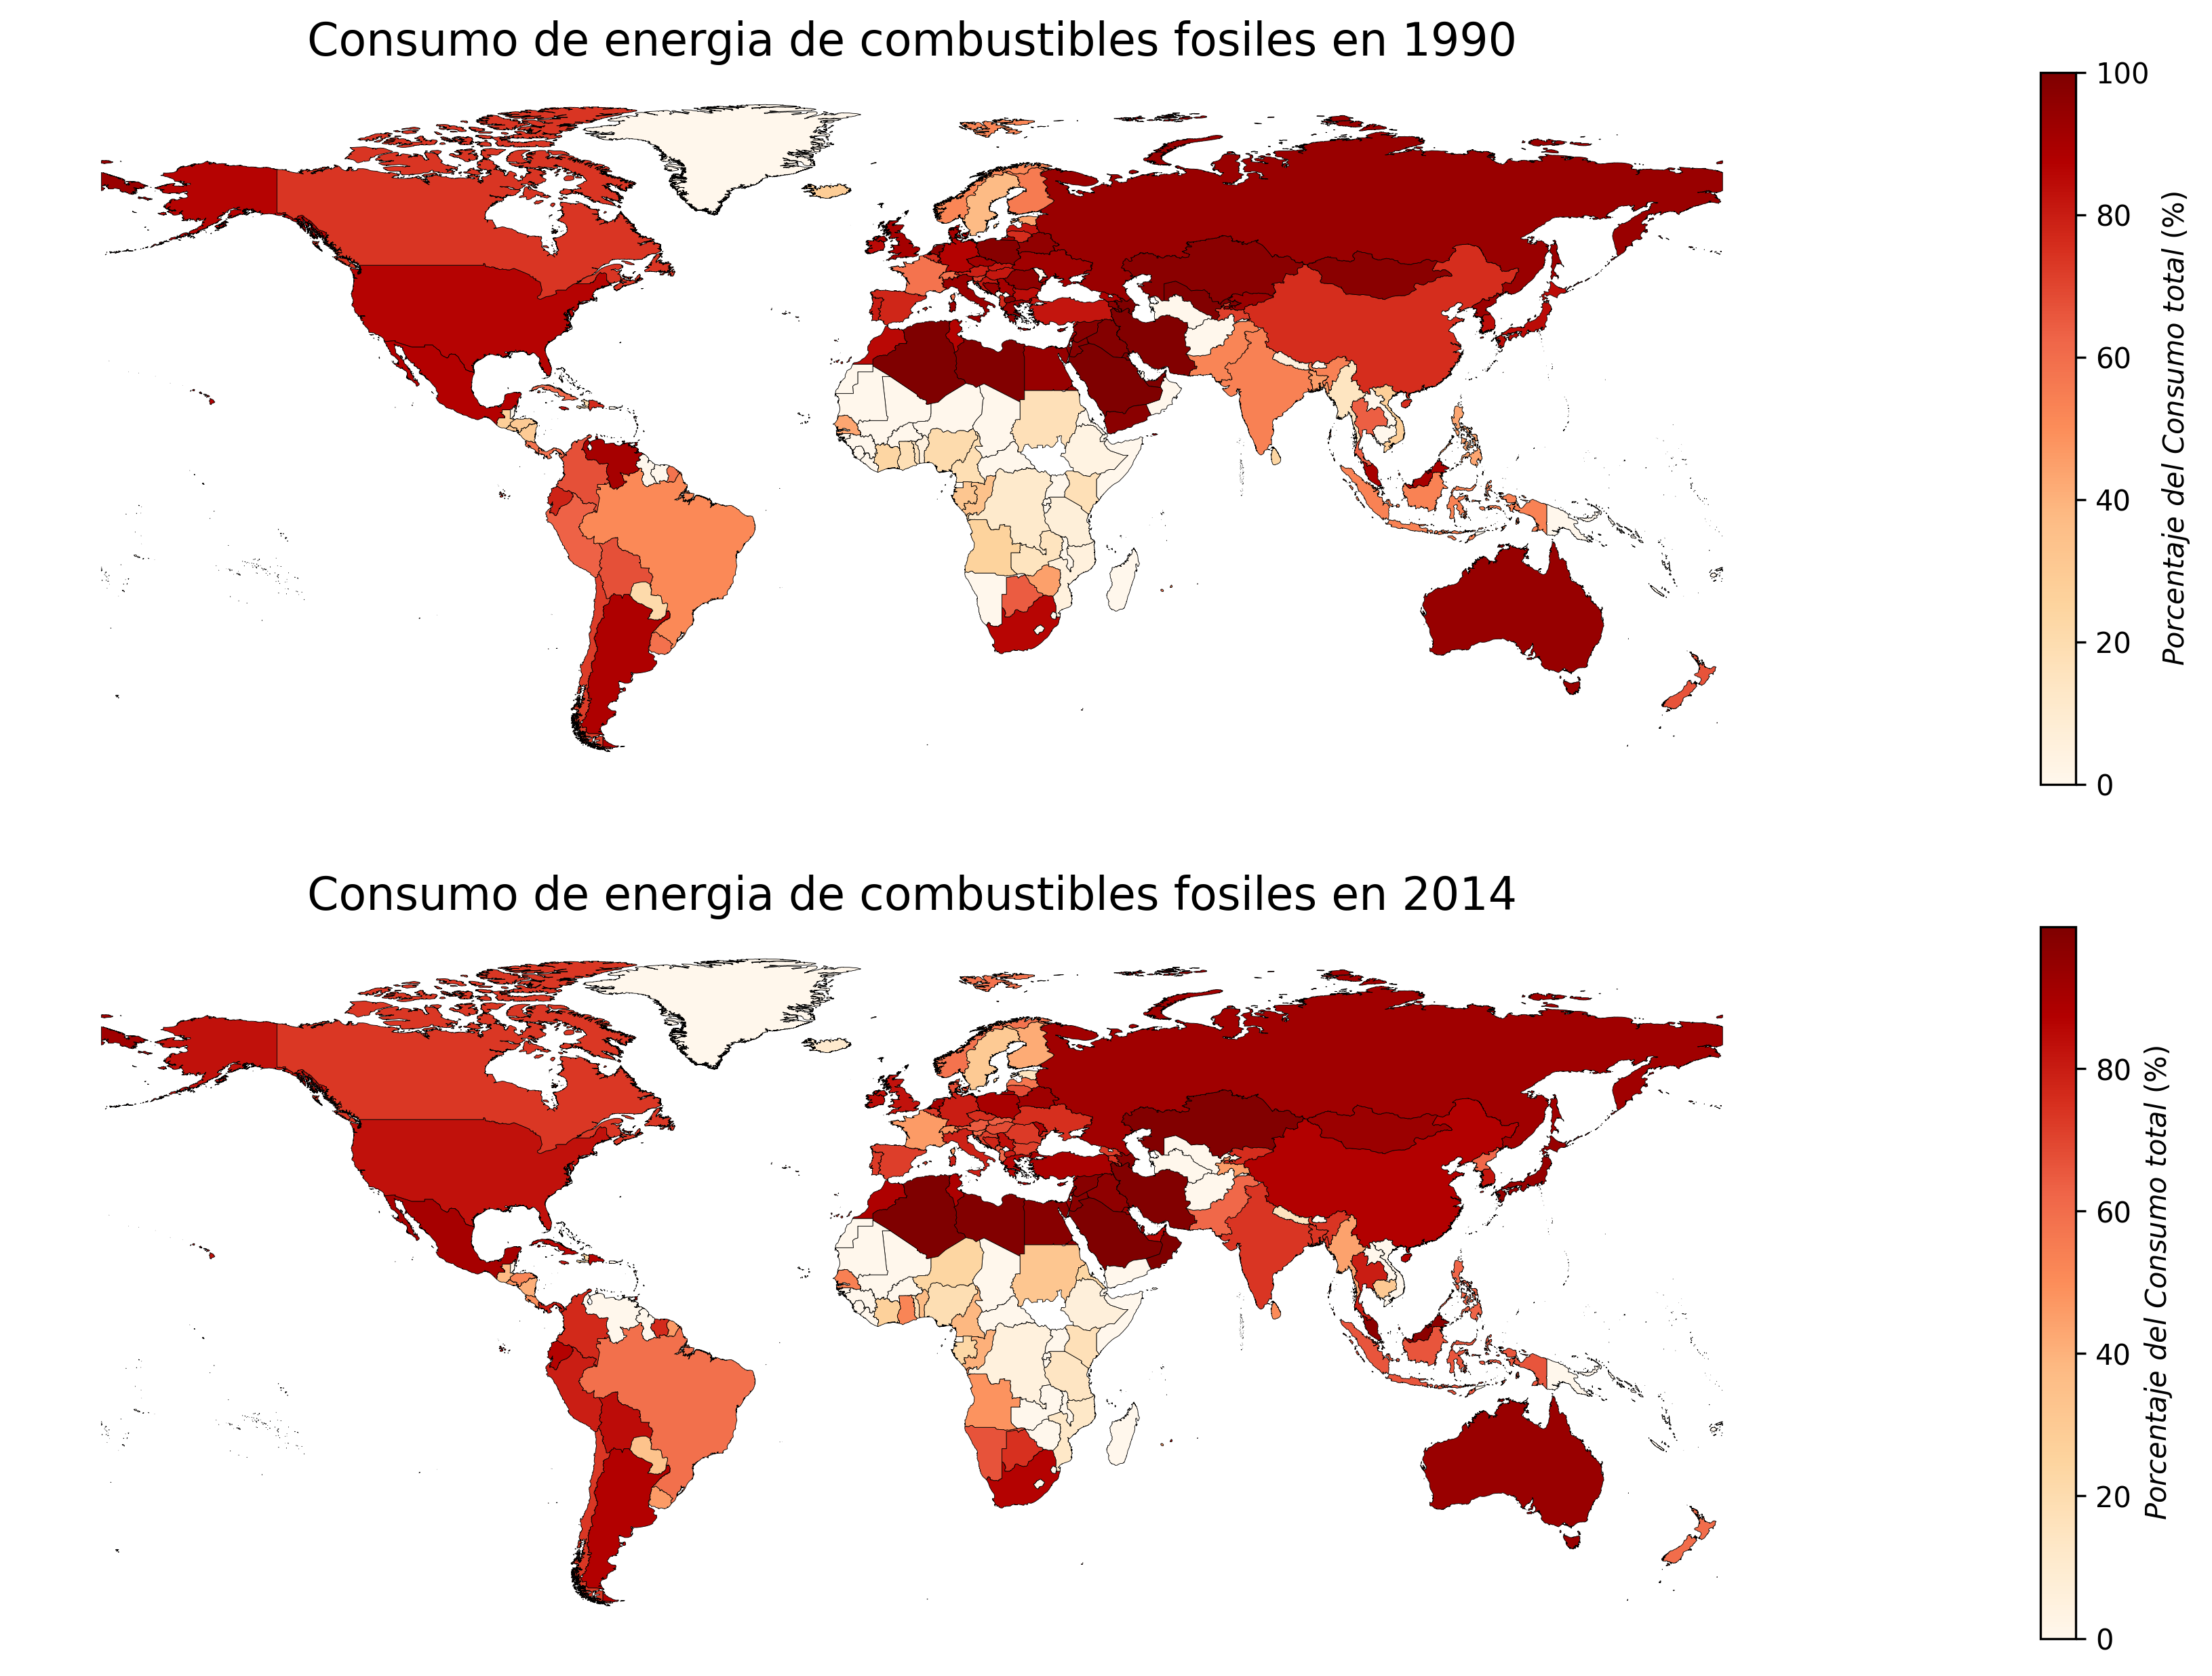 Consumo de energia de combustibles fosiles en 1990
100
80
60
40
20
0
Porcentaje del Consumo total (%)
Consumo de energia de combustibles fosiles en 2014
80
60
40
20
0
Porcentaje del Consumo total (%)